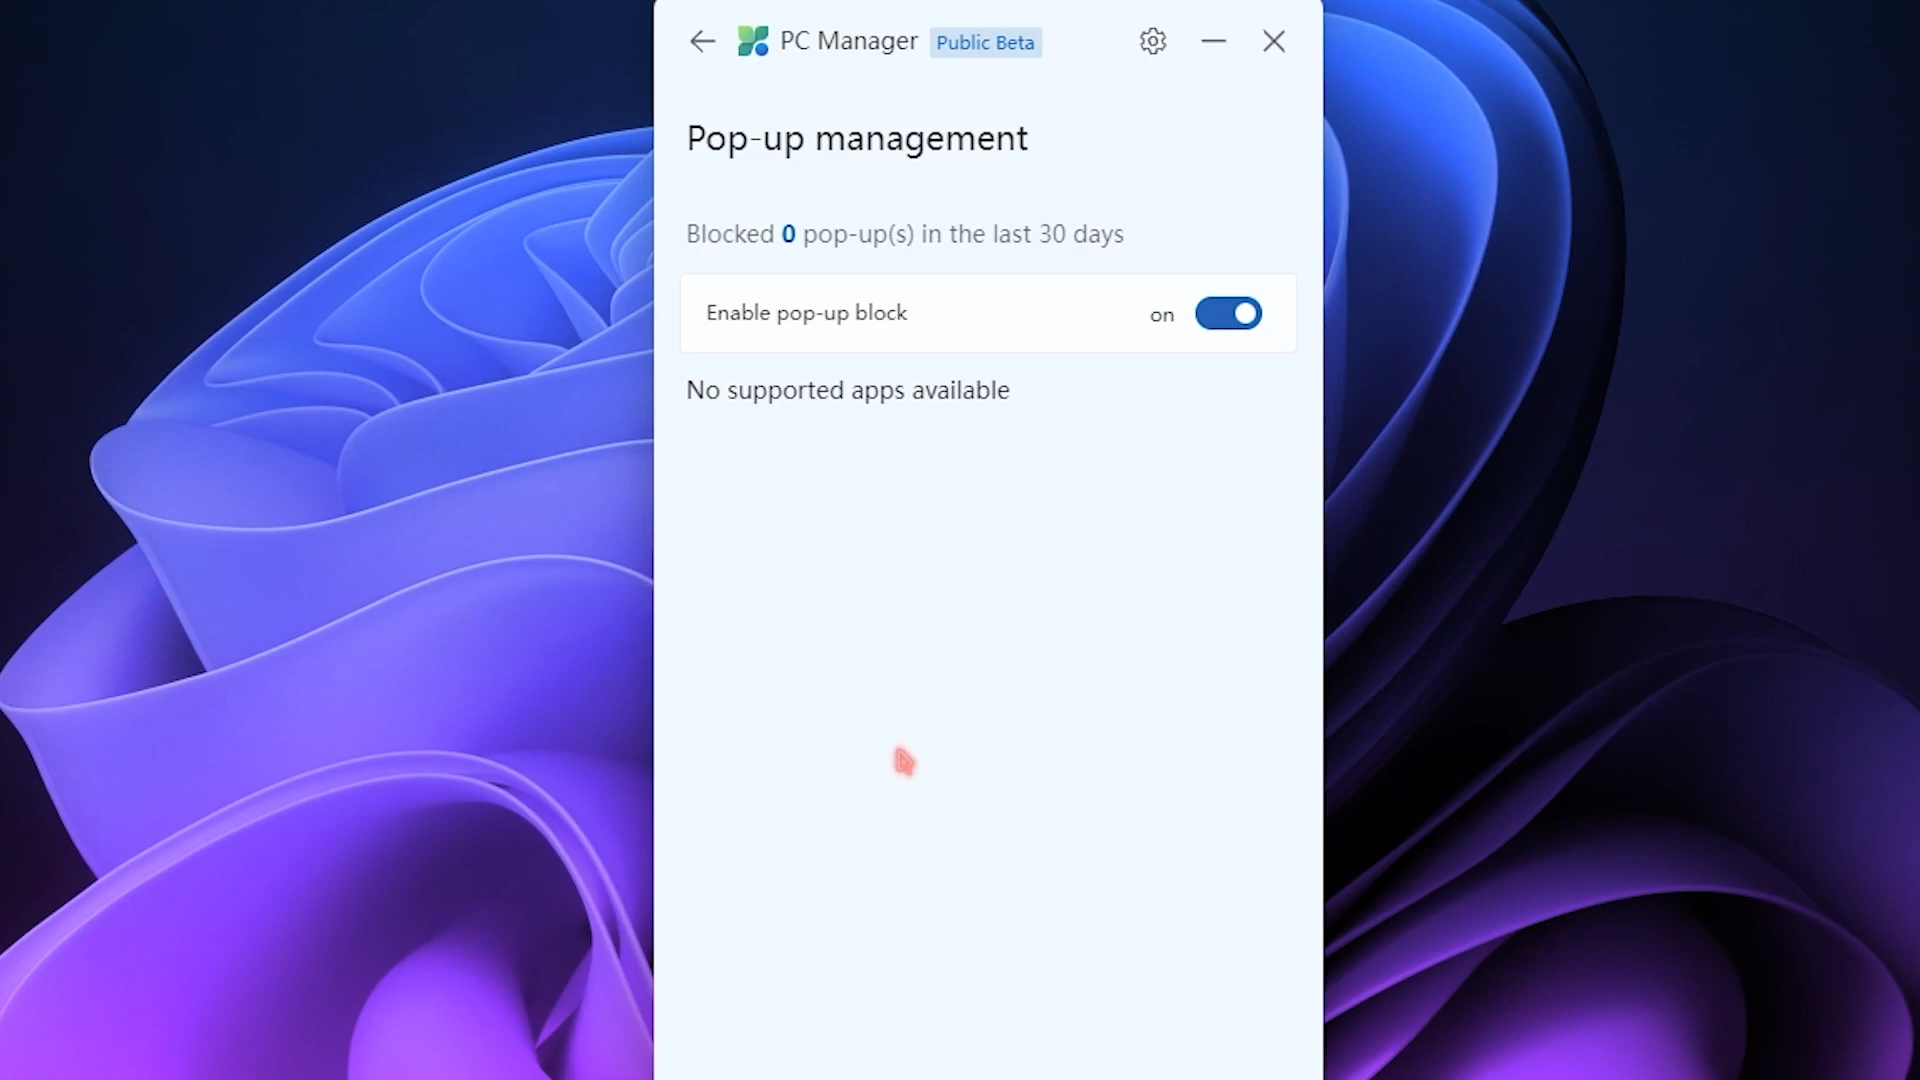 PC Manager Public Beta
Pop-up management
Blocked 0 pop-up(s) in the last 30 days
Enable pop-up block on
No supported apps available